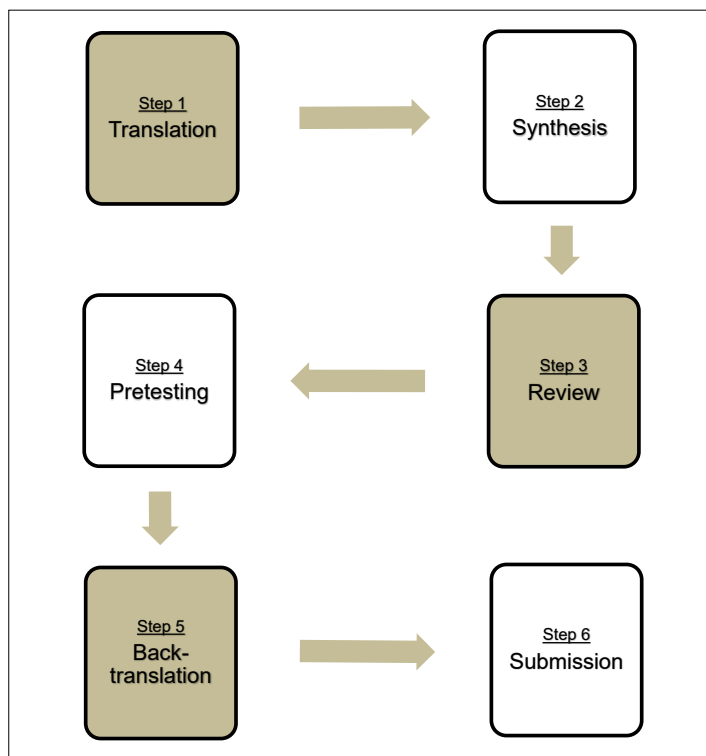 Step 1
Translation
Step 2
Synthesis
Step 3
Review
Step 4
Pretesting
Step 5
Back-
translation
Step 6
Submission